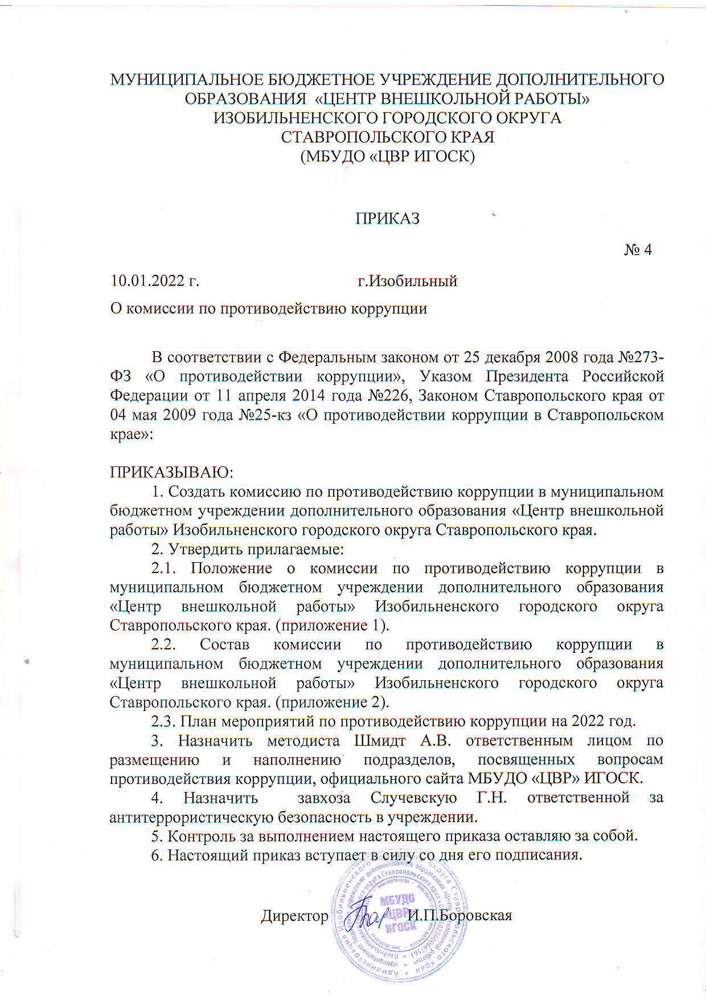 МУНИЦИПАЛЬНОЕ БЮДЖЕТНОЕ УЧРЕЖДЕНИЕ ДОПОЛНИТЕЛЬНОГО
ОБРАЗОВАНИЯ «ЦЕНТР ВНЕШКОЛЬНОЙ РАБОТЫ»
ИЗОБИЛЬНЕНСКОГО ГОРОДСКОГО ОКРУГА
СТАВРОПОЛЬСКОГО КРАЯ
(МБУДО «ЦВР ИГОСК)
ПРИКАЗ
№ 4
10.01.2022 г. г.Изобильный
О комиссии по противодействию коррупции
В соответствии с Федеральным законом от 25 декабря 2008 года №273-
ФЗ «О противодействии коррупции», Указом Президента Российской
Федерации от 11 апреля 2014 года №226, Законом Ставропольского края от
04 мая 2009 года №25-кз «О противодействии коррупции в Ставропольском
крае»:
ПРИКАЗЫВАЮ:
1. Создать комиссию по противодействию коррупции в муниципальном
бюджетном учреждении дополнительного образования «Центр внешкольной
работы» Изобильненского городского округа Ставропольского края.
2. Утвердить прилагаемые:
2.1. Положение о комиссии по противодействию коррупции в
муниципальном бюджетном учреждении дополнительного образования
«Центр внешкольной работы» Изобильненского городского округа
Ставропольского края. (приложение 1).
2.2. Состав комиссии по противодействию коррупции в
муниципальном бюджетном учреждении дополнительного образования
«Центр внешкольной работы» Изобильненского городского округа
Ставропольского края. (приложение 2).
2.3. План мероприятий по противодействию коррупции на 2022 год.
3. Назначить методиста Шмидт А.В. ответственным лицом по
размещению и наполнению подразделов, посвященных вопросам
противодействия коррупции, официального сайта МБУДО «ЦВР» ИГОСК.
4. Назначить завхоза Случевскую Г.Н. ответственной за
антитеррористическую безопасность в учреждении.
5. Контроль за выполнением настоящего приказа оставляю за собой.
6. Настоящий приказ вступает в силу со дня его подписания.
Директор И.П.Боровская
МБУДО
«ЦВР»
ИГОСК